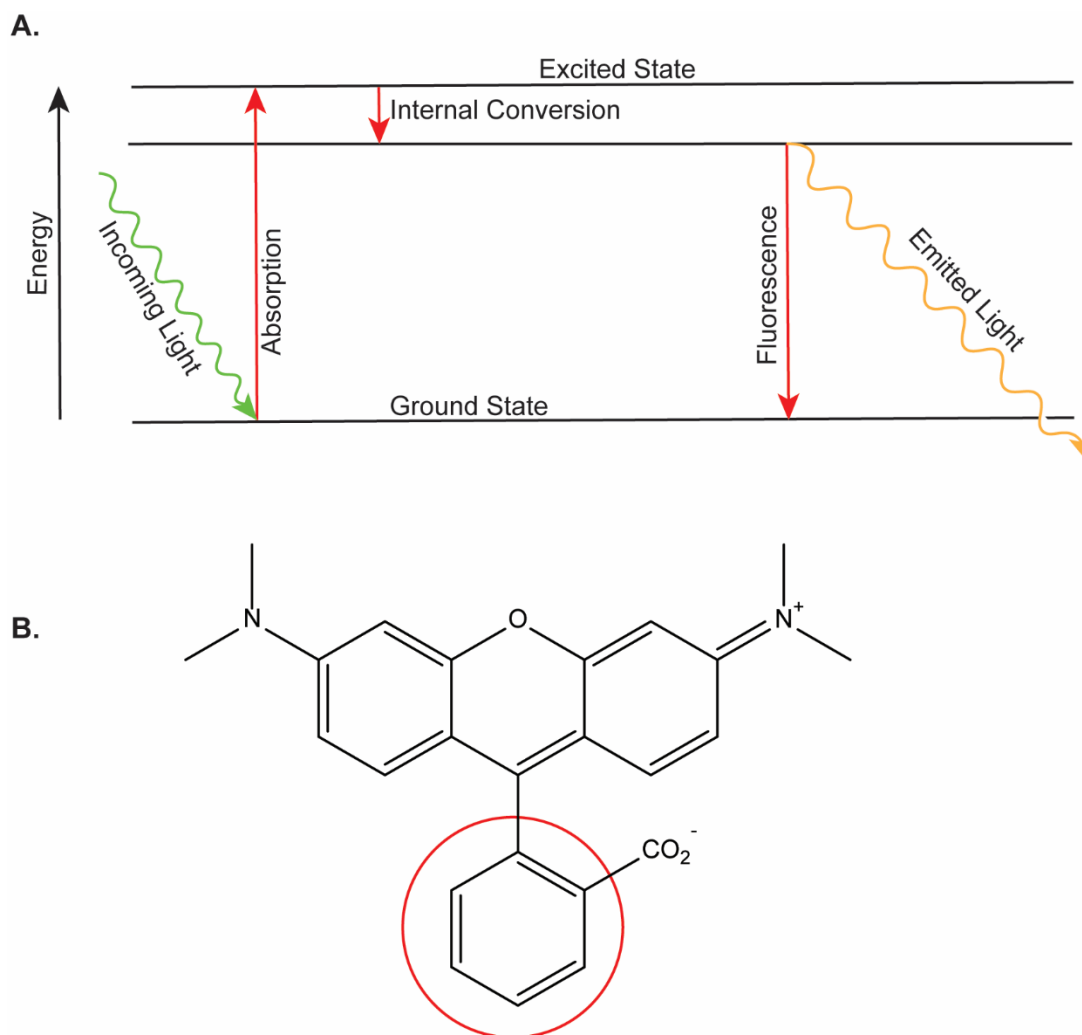 A.
Excited State
Internal Conversion
Energy
Incoming Light
Absorption
Fluorescence
Emitted Light
Ground State
B.
N
O
N+
CO2-